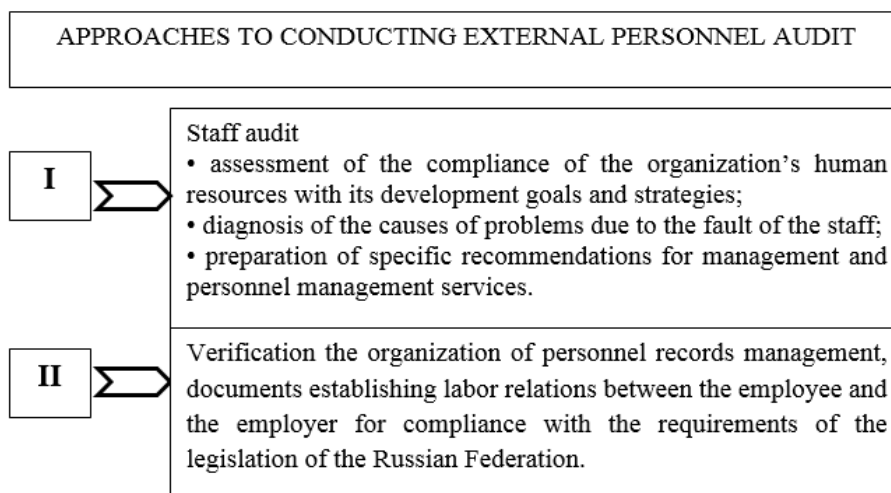 APPROACHES TO CONDUCTING EXTERNAL PERSONNEL AUDIT
I
Staff audit
• assessment of the compliance of the organization’s human
resources with its development goals and strategies;
• diagnosis of the causes of problems due to the fault of the staff;
• preparation of specific recommendations for management and
personnel management services.
II
Verification the organization of personnel records management,
documents establishing labor relations between the employee and
the employer for compliance with the requirements of the
legislation of the Russian Federation.